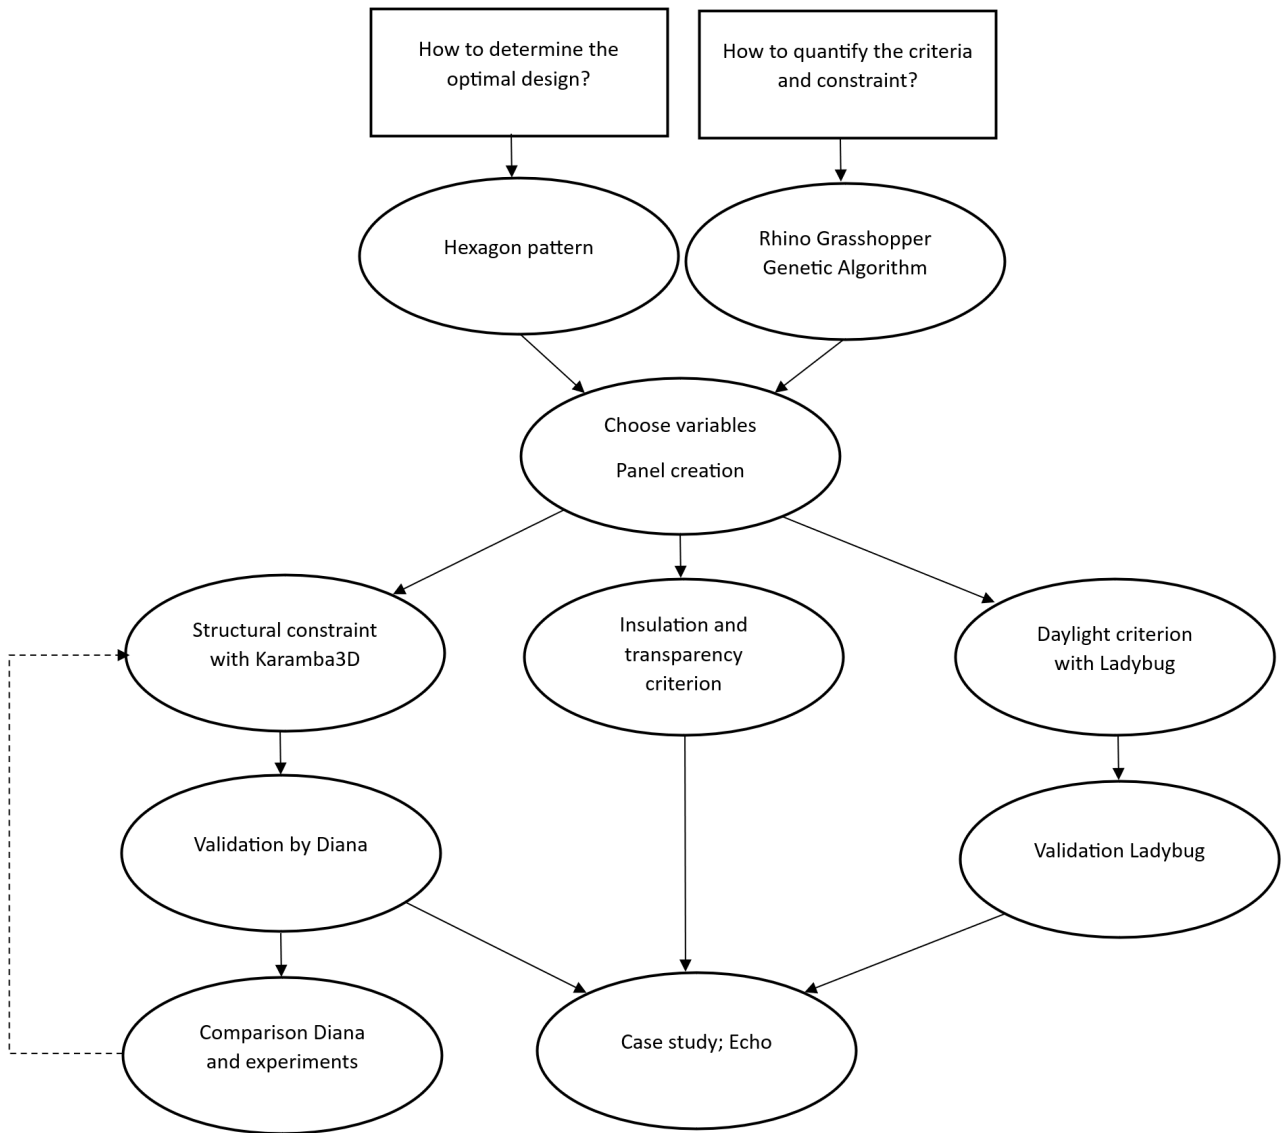 How to determine the
optimal design?
How to quantify the criteria
and constraint?
Hexagon pattern
Rhino Grasshopper
Genetic Algorithm
Choose variables
Panel creation
Structural constraint
with Karamba3D
Insulation and
transparency
criterion
Daylight criterion
with Ladybug
Validation by Diana
Validation Ladybug
Comparison Diana
and experiments
Case study; Echo